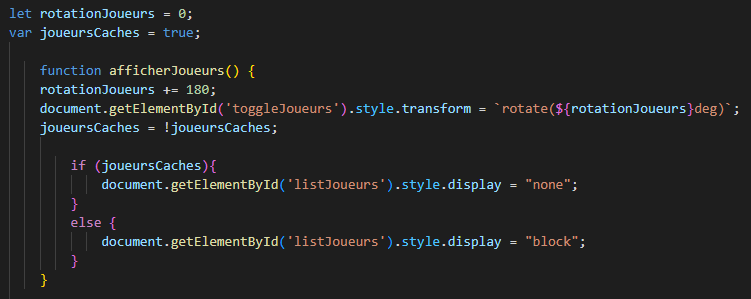 let rotationJoueurs = 0;
var joueursCaches = true;
function afficherJoueurs() {
rotationJoueurs += 180;
document.getElementById('toggleJoueurs').style.transform = `rotate(${rotationJoueurs}deg)`;
joueursCaches = !joueursCaches;
if (joueursCaches){
document.getElementById('listJoueurs').style.display = "none";
}
else {
document.getElementById('listJoueurs').style.display = "block";
}
}